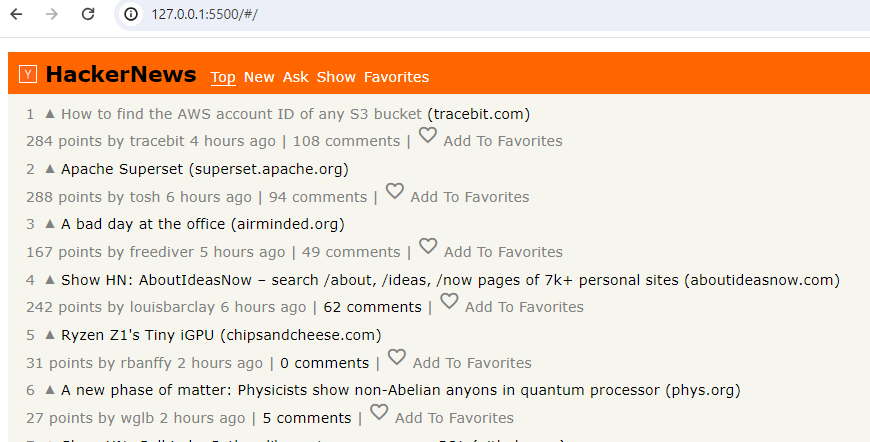 127.0.0.1:5500/#/
Y HackerNews Top New Ask Show Favorites
1 ▲ How to find the AWS account ID of any S3 bucket (tracebit.com)
284 points by tracebit 4 hours ago | 108 comments | ♡ Add To Favorites
2 ▲ Apache Superset (superset.apache.org)
288 points by tosh 6 hours ago | 94 comments | ♡ Add To Favorites
3 ▲ A bad day at the office (airminded.org)
167 points by freediver 5 hours ago | 49 comments | ♡ Add To Favorites
4 ▲ Show HN: AboutIdeasNow – search /about, /ideas, /now pages of 7k+ personal sites (aboutideasnow.com)
242 points by louisbarclay 6 hours ago | 62 comments | ♡ Add To Favorites
5 ▲ Ryzen Z1's Tiny iGPU (chipsandcheese.com)
31 points by rbanffy 2 hours ago | 0 comments | ♡ Add To Favorites
6 ▲ A new phase of matter: Physicists show non-Abelian anyons in quantum processor (phys.org)
27 points by wglb 2 hours ago | 5 comments | ♡ Add To Favorites